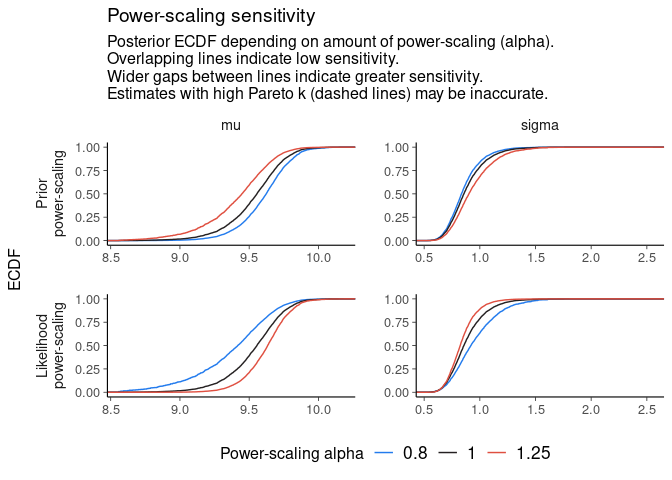 Power-scaling sensitivity
Posterior ECDF depending on amount of power-scaling (alpha).
Overlapping lines indicate low sensitivity.
Wider gaps between lines indicate greater sensitivity.
Estimates with high Pareto k (dashed lines) may be inaccurate.
mu
sigma
ECDF
Prior
power-scaling
1.00
0.75
0.50
0.25
0.00
8.5 9.0 9.5 10.0
1.00
0.75
0.50
0.25
0.00
0.5 1.0 1.5 2.0 2.5
Likelihood
power-scaling
1.00
0.75
0.50
0.25
0.00
8.5 9.0 9.5 10.0
1.00
0.75
0.50
0.25
0.00
0.5 1.0 1.5 2.0 2.5
Power-scaling alpha 0.8 1 1.25